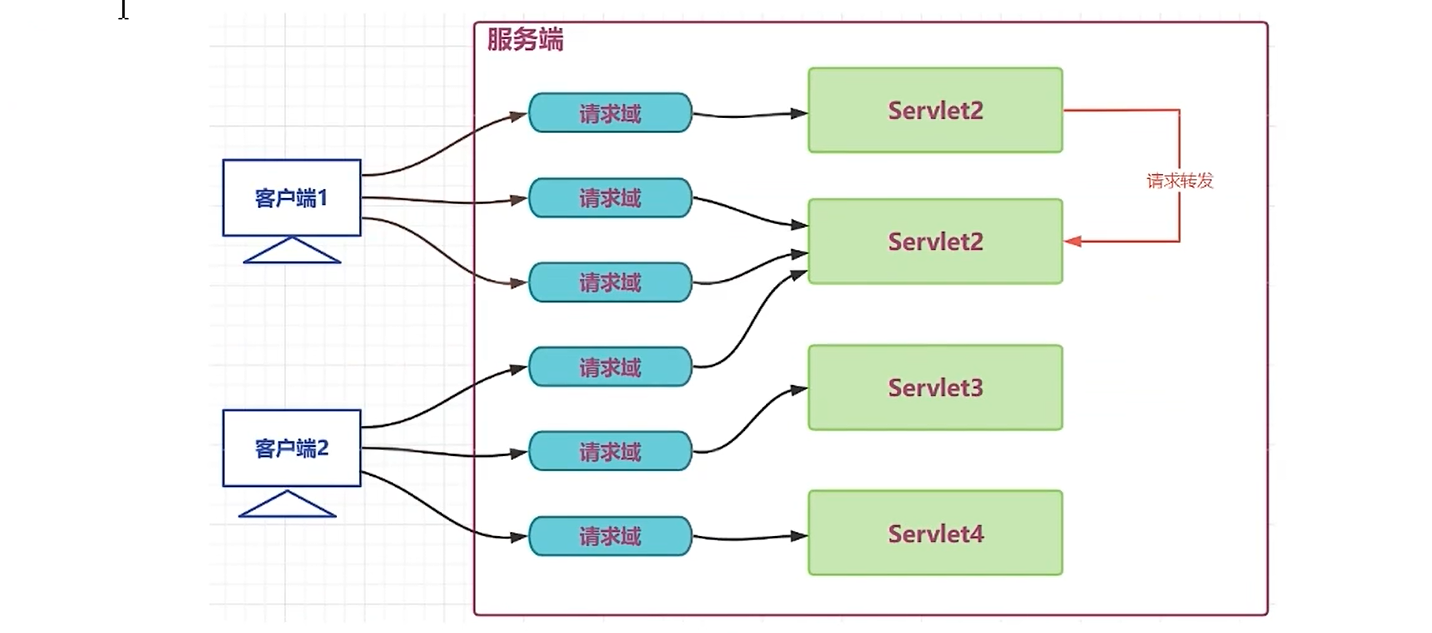 服务端
请求域
Servlet2
客户端1
请求转发
请求域
Servlet2
请求域
请求域
Servlet3
客户端2
请求域
请求域
Servlet4